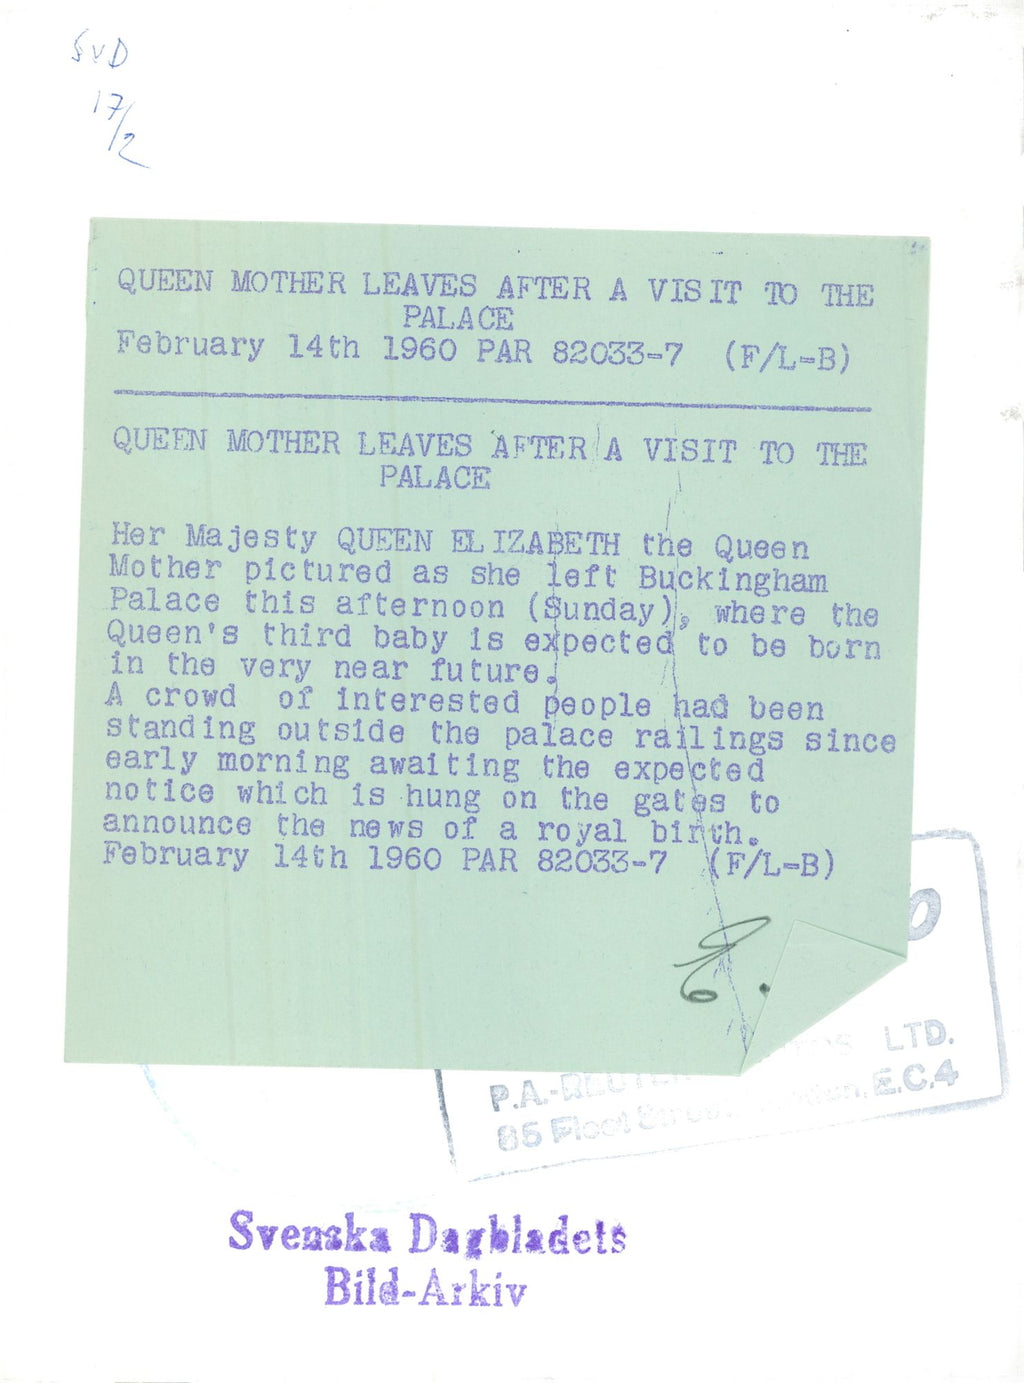 SvD
17/2
QUEEN MOTHER LEAVES AFTER A VISIT TO THE
PALACE
February 14th 1960 PAR 82033-7 (F/L-B)
QUEEN MOTHER LEAVES AFTER A VISIT TO THE
PALACE
Her Majesty QUEEN ELIZABETH the Queen
Mother pictured as she left Buckingham
Palace this afternoon (Sunday), where the
Queen's third baby is expected to be born
in the very near future.
A crowd of interested people had been
standing outside the palace railings since
early morning awaiting the expected
notice which is hung on the gates to
announce the news of a royal birth.
February 14th 1960 PAR 82033-7 (F/L-B)
LTD.
P.A.-REUTER
85 Fleet Street, London, E.C.4
Svenska Dagbladets
Bild-Arkiv